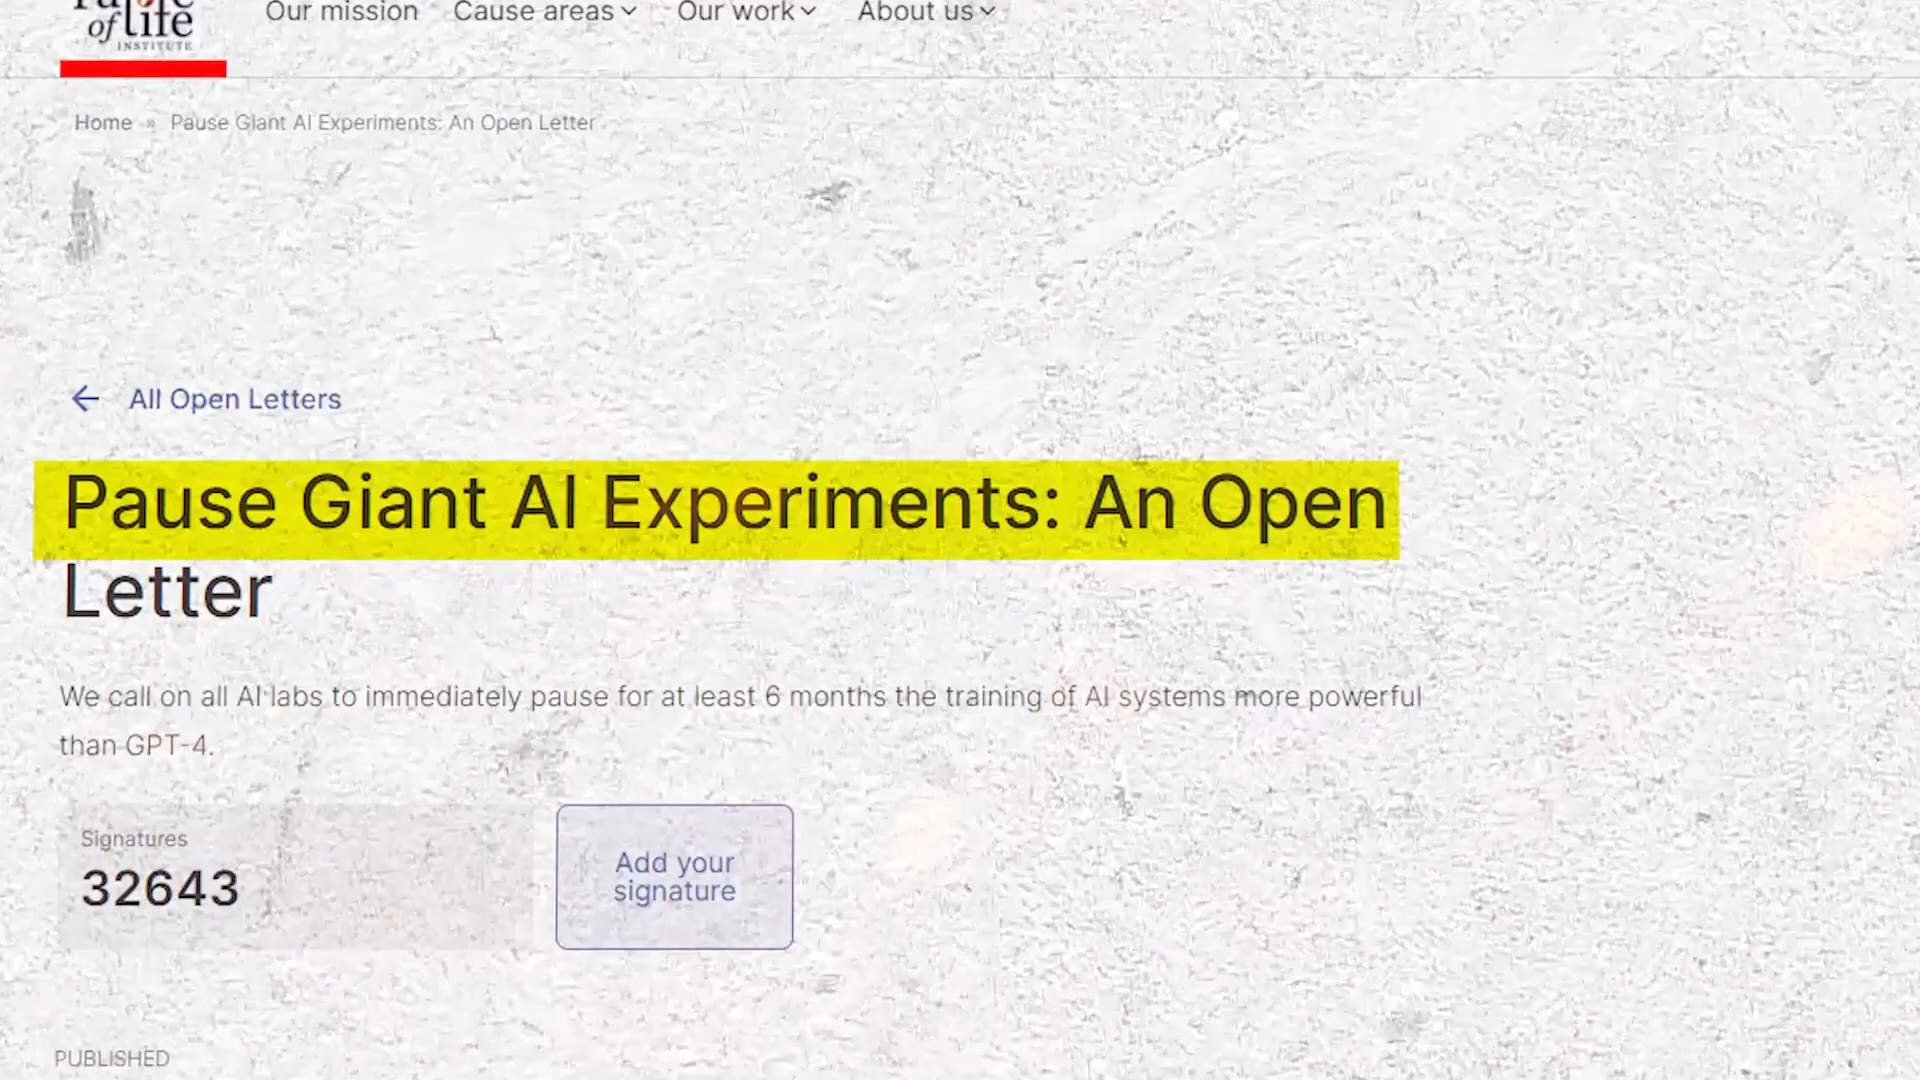 of life
INSTITUTE
Our mission Cause areas Our work About us
Home » Pause Giant AI Experiments: An Open Letter
← All Open Letters
Pause Giant AI Experiments: An Open
Letter
We call on all AI labs to immediately pause for at least 6 months the training of AI systems more powerful
than GPT-4.
Signatures
32643
Add your
signature
PUBLISHED